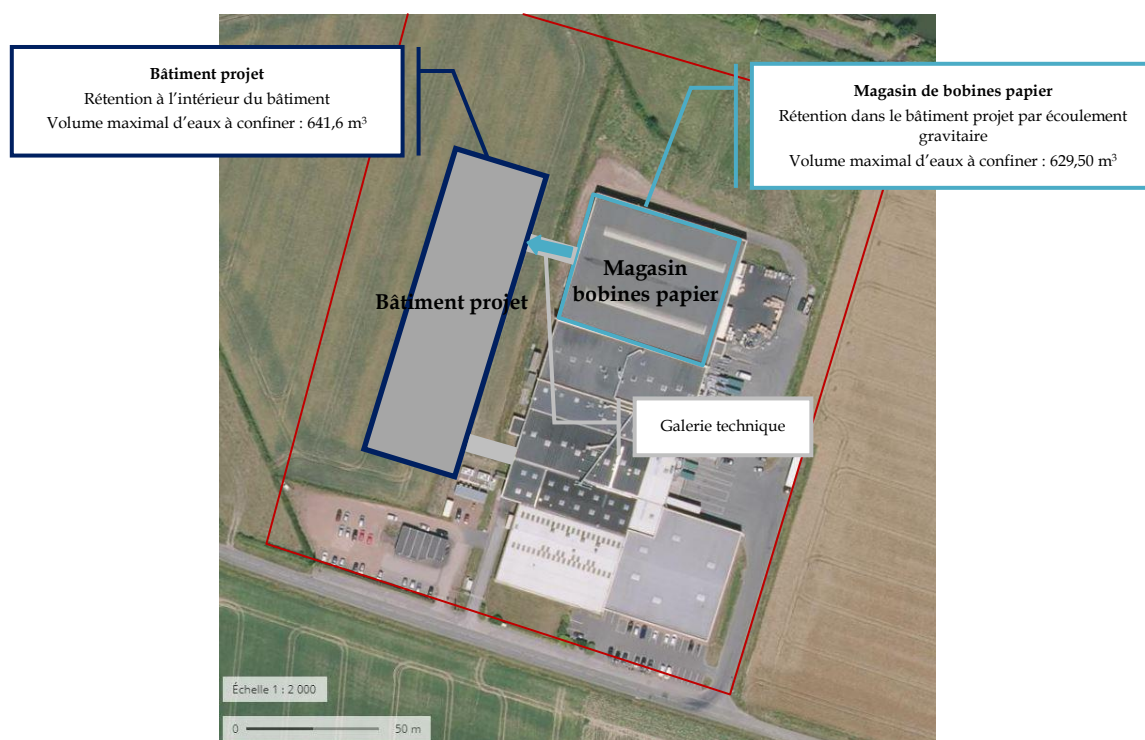 Bâtiment projet
Rétention à l’intérieur du bâtiment
Volume maximal d’eaux à confiner : 641,6 m³
Magasin de bobines papier
Rétention dans le bâtiment projet par écoulement
gravitaire
Volume maximal d’eaux à confiner : 629,50 m³
Magasin
bobines papier
Bâtiment projet
Galerie technique
Échelle 1 : 2 000
0
50 m